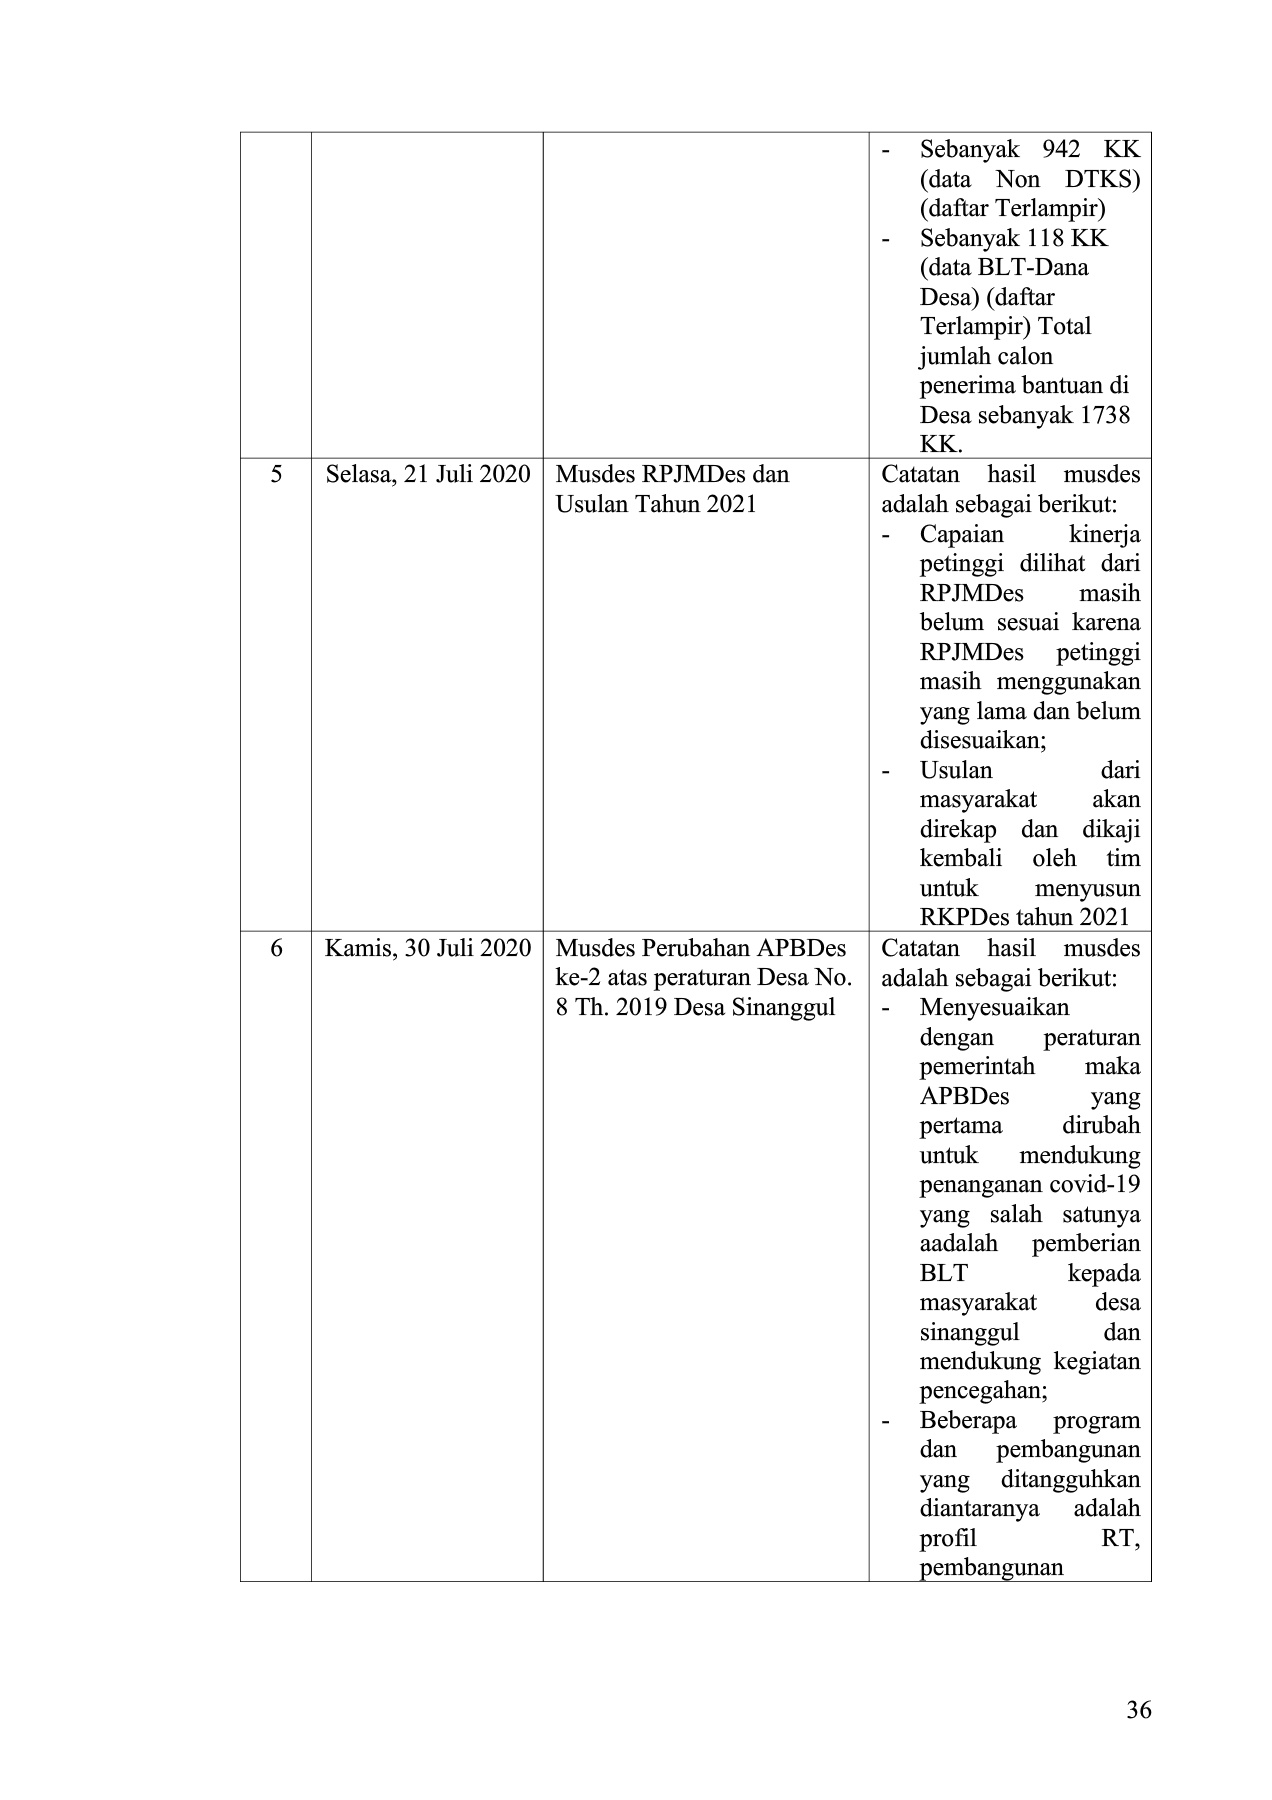 - Sebanyak 942 KK
(data Non DTKS)
(daftar Terlampir)
- Sebanyak 118 KK
(data BLT-Dana
Desa) (daftar
Terlampir) Total
jumlah calon
penerima bantuan di
Desa sebanyak 1738
KK.
5 Selasa, 21 Juli 2020 Musdes RPJMDes dan
Usulan Tahun 2021
Catatan hasil musdes
adalah sebagai berikut:
- Capaian kinerja
petinggi dilihat dari
RPJMDes masih
belum sesuai karena
RPJMDes petinggi
masih menggunakan
yang lama dan belum
disesuaikan;
- Usulan dari
masyarakat akan
direkap dan dikaji
kembali oleh tim
untuk menyusun
RKPDes tahun 2021
6 Kamis, 30 Juli 2020 Musdes Perubahan APBDes
ke-2 atas peraturan Desa No.
8 Th. 2019 Desa Sinanggul
Catatan hasil musdes
adalah sebagai berikut:
- Menyesuaikan
dengan peraturan
pemerintah maka
APBDes yang
pertama dirubah
untuk mendukung
penanganan covid-19
yang salah satunya
aadalah pemberian
BLT kepada
masyarakat desa
sinanggul dan
mendukung kegiatan
pencegahan;
- Beberapa program
dan pembangunan
yang ditangguhkan
diantaranya adalah
profil RT,
pembangunan
36